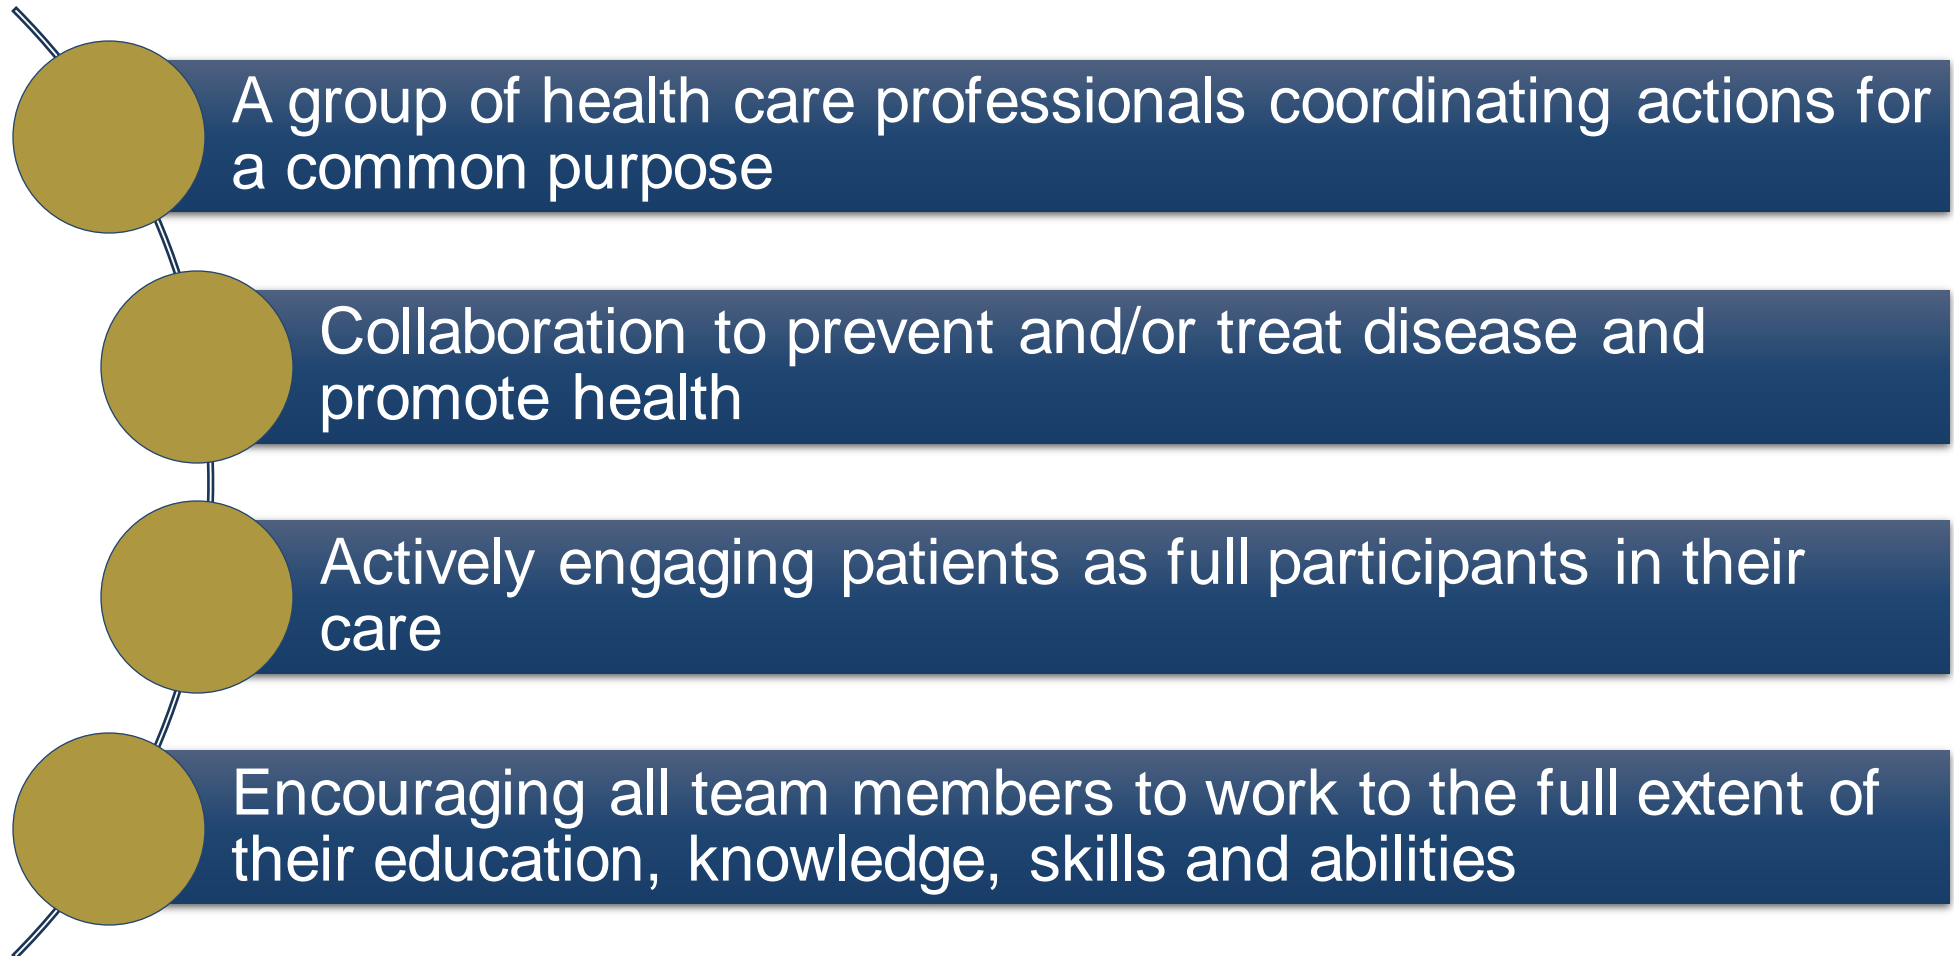 A group of health care professionals coordinating actions for
a common purpose
Collaboration to prevent and/or treat disease and
promote health
Actively engaging patients as full participants in their
care
Encouraging all team members to work to the full extent of
their education, knowledge, skills and abilities